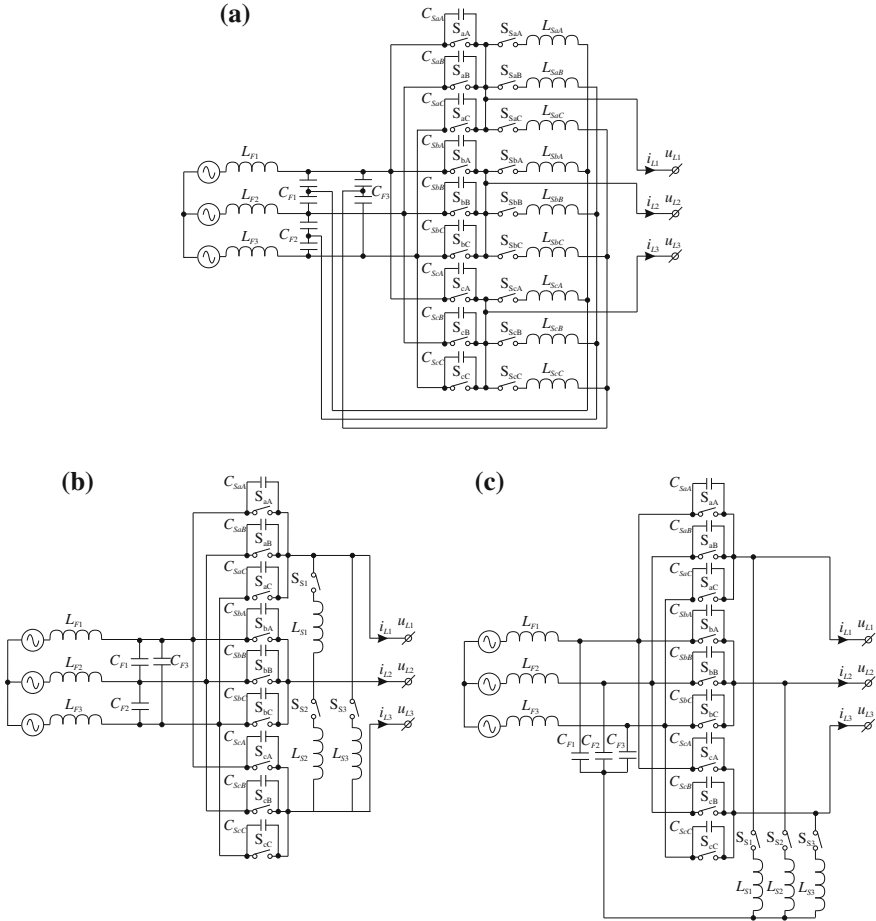 (a)
C_SaA
S_aA
S_SaA
L_SaA
C_SaB
S_aB
S_SaB
L_SaB
C_SaC
S_aC
S_SaC
L_SaC
C_SbA
S_bA
S_SbA
L_SbA
i_L1 u_L1
L_F1
C_F1
C_F3
C_SbB
S_bB
S_SbB
L_SbB
i_L2 u_L2
L_F2
C_F2
C_SbC
S_bC
S_SbC
L_SbC
i_L3 u_L3
L_F3
C_ScA
S_cA
S_ScA
L_ScA
C_ScB
S_cB
S_ScB
L_ScB
C_ScC
S_cC
S_ScC
L_ScC
(b)
C_SaA
S_aA
C_SaB
S_aB
C_SaC
S_aC
S_S1
C_SbA
S_bA
L_S1
i_L1 u_L1
L_F1
C_F1
C_F3
C_SbB
S_bB
i_L2 u_L2
L_F2
C_F2
C_SbC
S_bC
S_S2
S_S3
i_L3 u_L3
L_F3
C_ScA
S_cA
L_S2
L_S3
C_ScB
S_cB
C_ScC
S_cC
(c)
C_SaA
S_aA
C_SaB
S_aB
C_SaC
S_aC
C_SbA
S_bA
i_L1 u_L1
L_F1
C_SbB
S_bB
i_L2 u_L2
L_F2
C_SbC
S_bC
i_L3 u_L3
L_F3
C_F1
C_F2
C_F3
C_ScA
S_cA
C_ScB
S_cB
C_ScC
S_cC
S_S1
S_S2
S_S3
L_S1
L_S2
L_S3